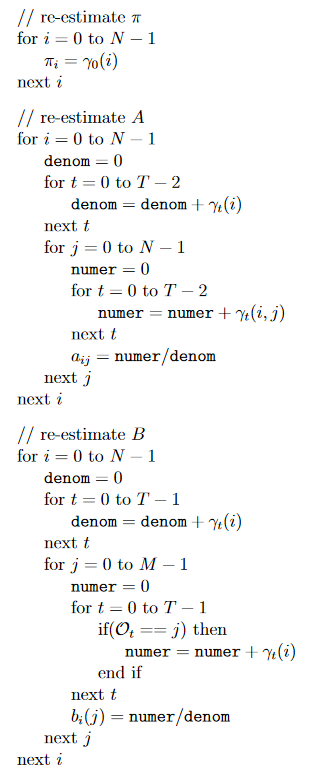 // re-estimate π
for i = 0 to N − 1
π_i = γ_0(i)
next i
// re-estimate A
for i = 0 to N − 1
denom = 0
for t = 0 to T − 2
denom = denom + γ_t(i)
next t
for j = 0 to N − 1
numer = 0
for t = 0 to T − 2
numer = numer + γ_t(i, j)
next t
a_ij = numer/denom
next j
next i
// re-estimate B
for i = 0 to N − 1
denom = 0
for t = 0 to T − 1
denom = denom + γ_t(i)
next t
for j = 0 to M − 1
numer = 0
for t = 0 to T − 1
if(𝒪_t == j) then
numer = numer + γ_t(i)
end if
next t
b_i(j) = numer/denom
next j
next i